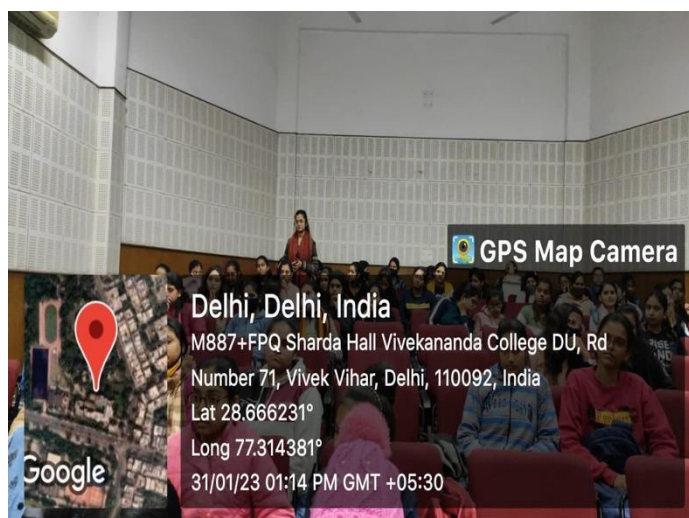 GPS Map Camera
Delhi, Delhi, India
M887+FPQ Sharda Hall Vivekananda College DU, Rd
Number 71, Vivek Vihar, Delhi, 110092, India
Lat 28.666231°
Long 77.314381°
31/01/23 01:14 PM GMT +05:30
Google